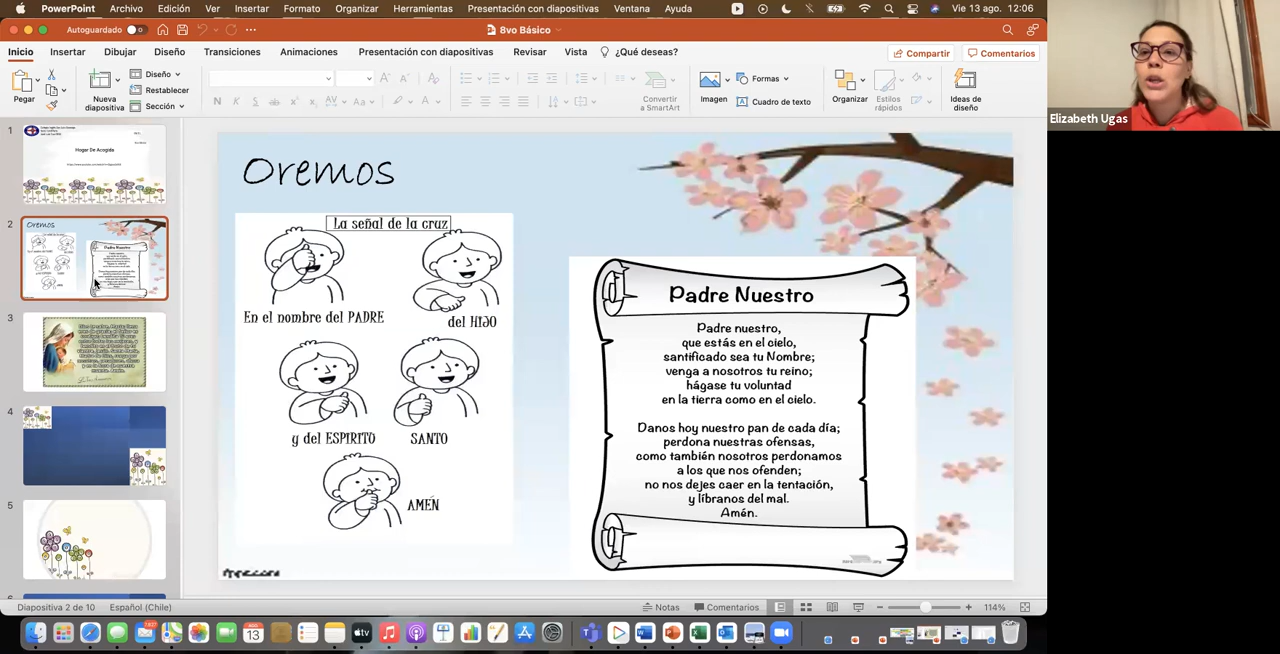 PowerPoint Archivo Edición Ver Insertar Formato Organizar Herramientas Presentación con diapositivas Ventana Ayuda Vie 13 ago. 12:06
Autoguardado 8vo Básico
Inicio Insertar Dibujar Diseño Transiciones Animaciones Presentación con diapositivas Revisar Vista ¿Qué deseas? Compartir Comentarios
Pegar
Nueva diapositiva
Diseño
Restablecer
Sección
N K S
Convertir a SmartArt
Imagen
Formas
Cuadro de texto
Organizar
Estilos rápidos
Ideas de diseño
Elizabeth Ugas
1
Hogar De Acogida
2
Oremos
Padre Nuestro
3
4
5
Oremos
La señal de la cruz
En el nombre del PADRE
del HIJO
y del ESPIRITU
SANTO
AMÉN
Padre Nuestro
Padre nuestro,
que estás en el cielo,
santificado sea tu Nombre;
venga a nosotros tu reino;
hágase tu voluntad
en la tierra como en el cielo.
Danos hoy nuestro pan de cada día;
perdona nuestras ofensas,
como también nosotros perdonamos
a los que nos ofenden;
no nos dejes caer en la tentación,
y líbranos del mal.
Amén.
Diapositiva 2 de 10 Español (Chile) Notas Comentarios 114%
AGO 13